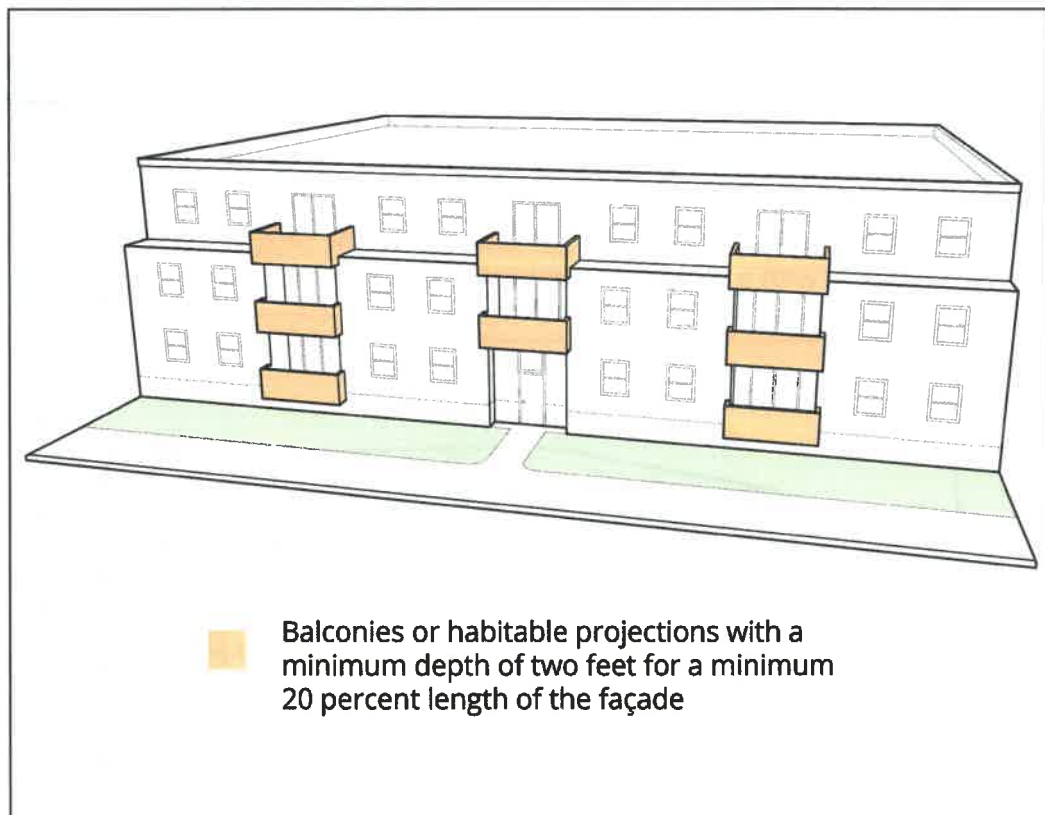 Balconies or habitable projections with a
minimum depth of two feet for a minimum
20 percent length of the façade